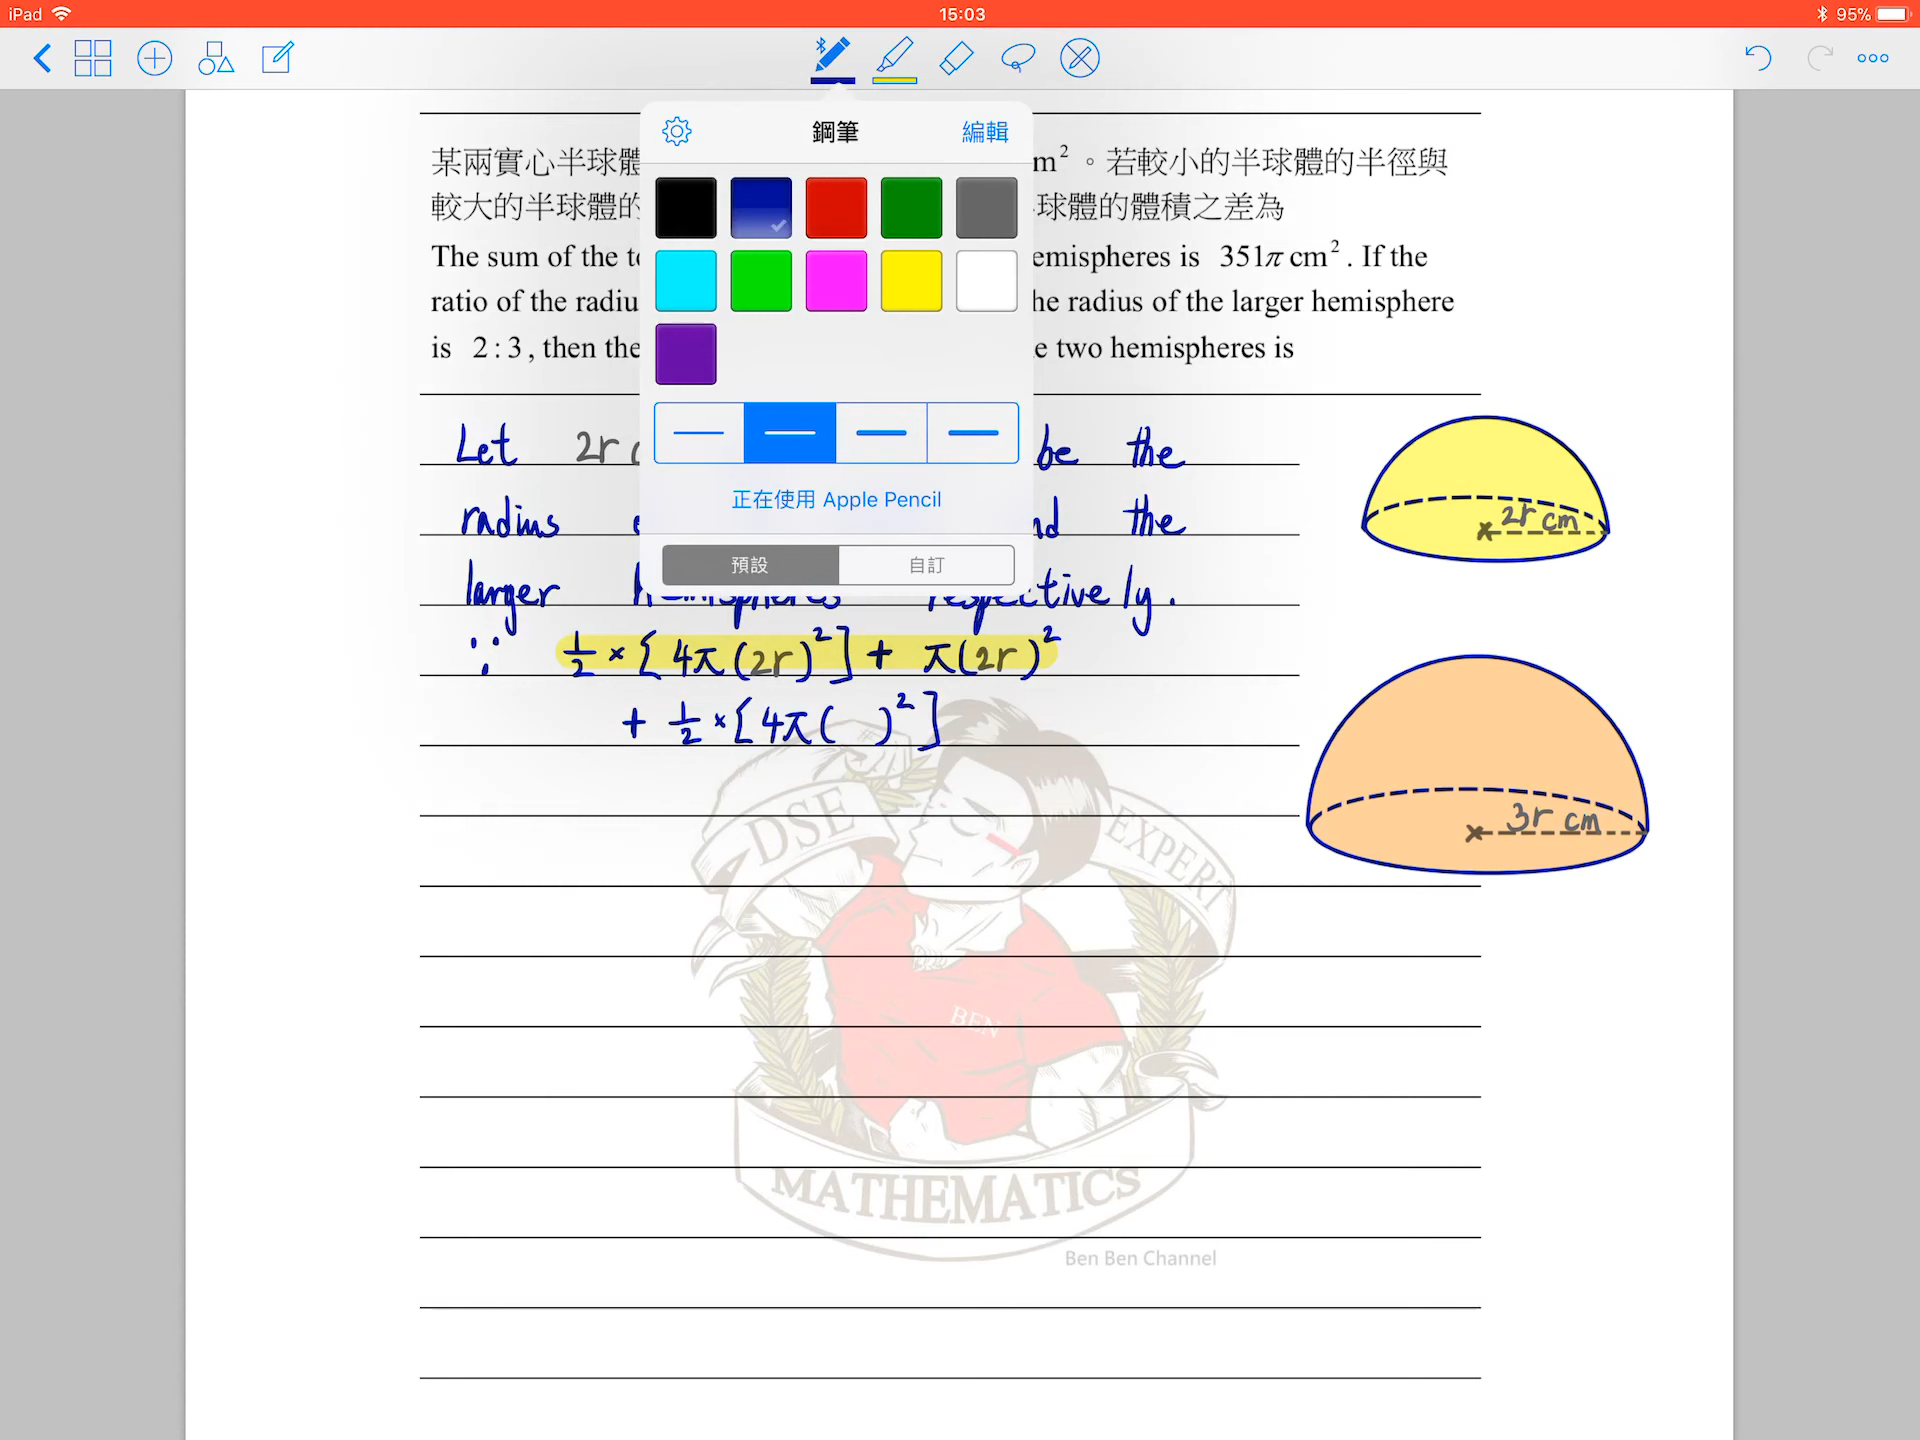 iPad 15:03 95%
鋼筆 編輯
某兩實心半球體 m² 。若較小的半球體的半徑與
較大的半球體的 球體的體積之差為
The sum of the t emispheres is 351π cm² . If the
ratio of the radiu he radius of the larger hemisphere
is 2 : 3 , then the e two hemispheres is
Let 2r be the
正在使用 Apple Pencil
radius the
預設 自訂
larger hemispheres respectively.
∵ 1/2 × [4π(2r)²] + π(2r)²
+ 1/2 × [4π( )²]
2r cm
3r cm
DSE EXPERT
BEN
MATHEMATICS
Ben Ben Channel